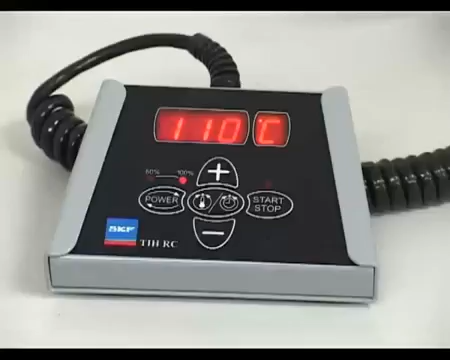 110 °C
50% 100%
+
POWER / START STOP
−
SKF TIH RC